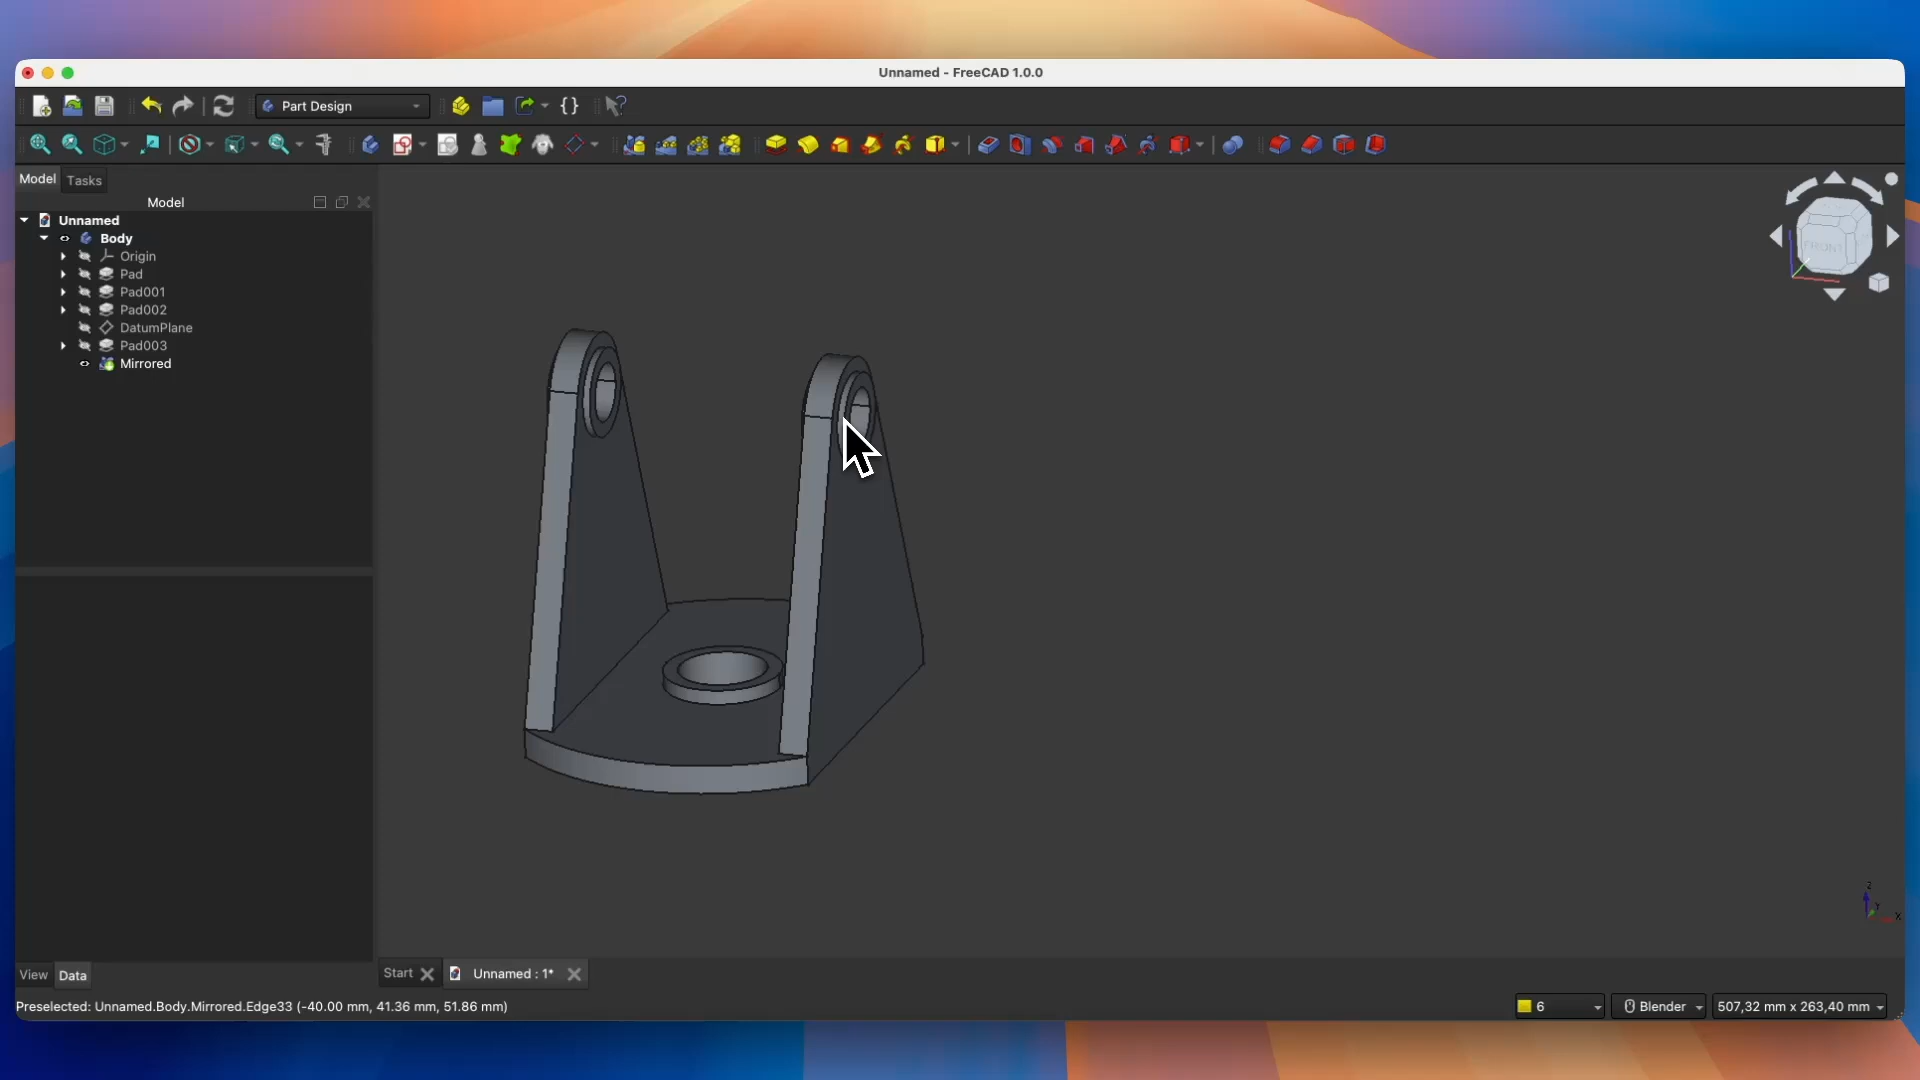 Unnamed - FreeCAD 1.0.0
Part Design
Model
Tasks
Model
Unnamed
Body
Origin
Pad
Pad001
Pad002
DatumPlane
Pad003
Mirrored
FRONT
Z
Y
X
View
Data
Start
Unnamed : 1*
Preselected: Unnamed.Body.Mirrored.Edge33 (-40.00 mm, 41.36 mm, 51.86 mm)
6
Blender
507,32 mm x 263,40 mm